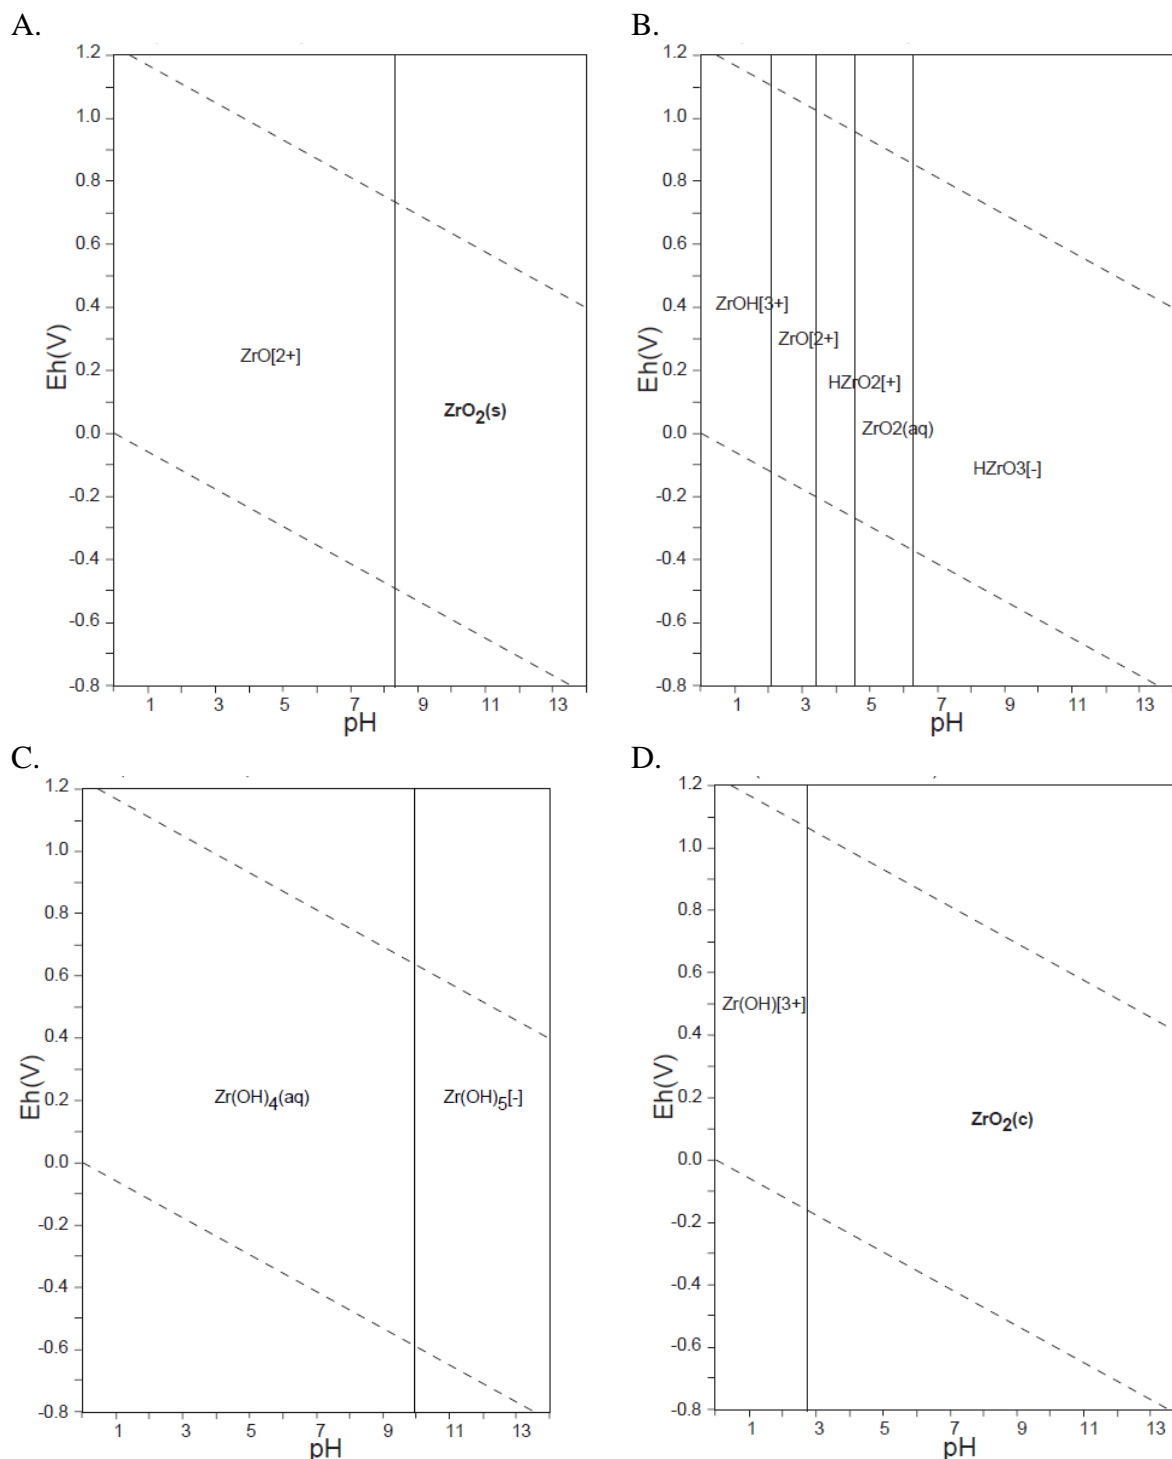 A.
1.2
1.0
0.8
0.6
0.4
0.2
0.0
-0.2
-0.4
-0.6
-0.8
Eh(V)
ZrO[2+]
ZrO2(s)
1 3 5 7 9 11 13
pH
B.
1.2
1.0
0.8
0.6
0.4
0.2
0.0
-0.2
-0.4
-0.6
-0.8
Eh(V)
ZrOH[3+]
ZrO[2+]
HZrO2[+]
ZrO2(aq)
HZrO3[-]
1 3 5 7 9 11 13
pH
C.
1.2
1.0
0.8
0.6
0.4
0.2
0.0
-0.2
-0.4
-0.6
-0.8
Eh(V)
Zr(OH)4(aq)
Zr(OH)5[-]
1 3 5 7 9 11 13
pH
D.
1.2
1.0
0.8
0.6
0.4
0.2
0.0
-0.2
-0.4
-0.6
-0.8
Eh(V)
Zr(OH)[3+]
ZrO2(c)
1 3 5 7 9 11 13
pH